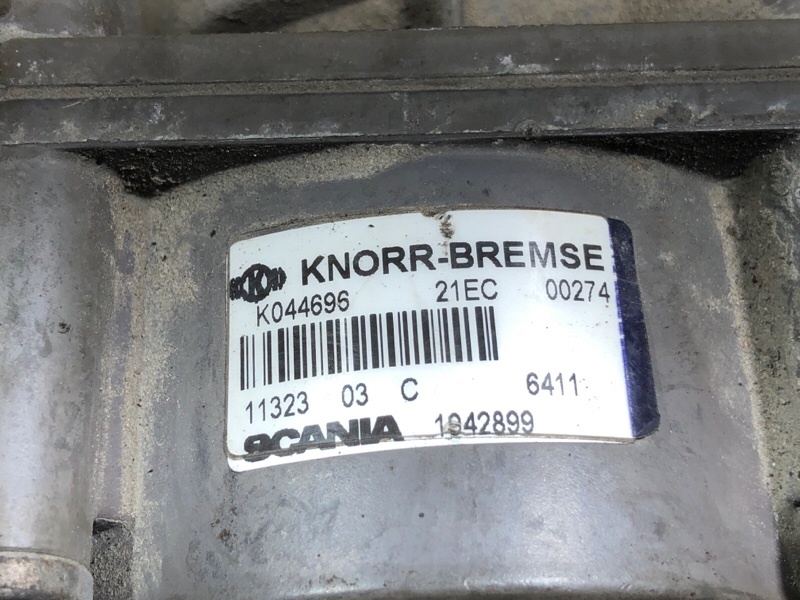 K KNORR-BREMSE
K044696 21EC 00274
11323 03 C 6411
SCANIA 1942899